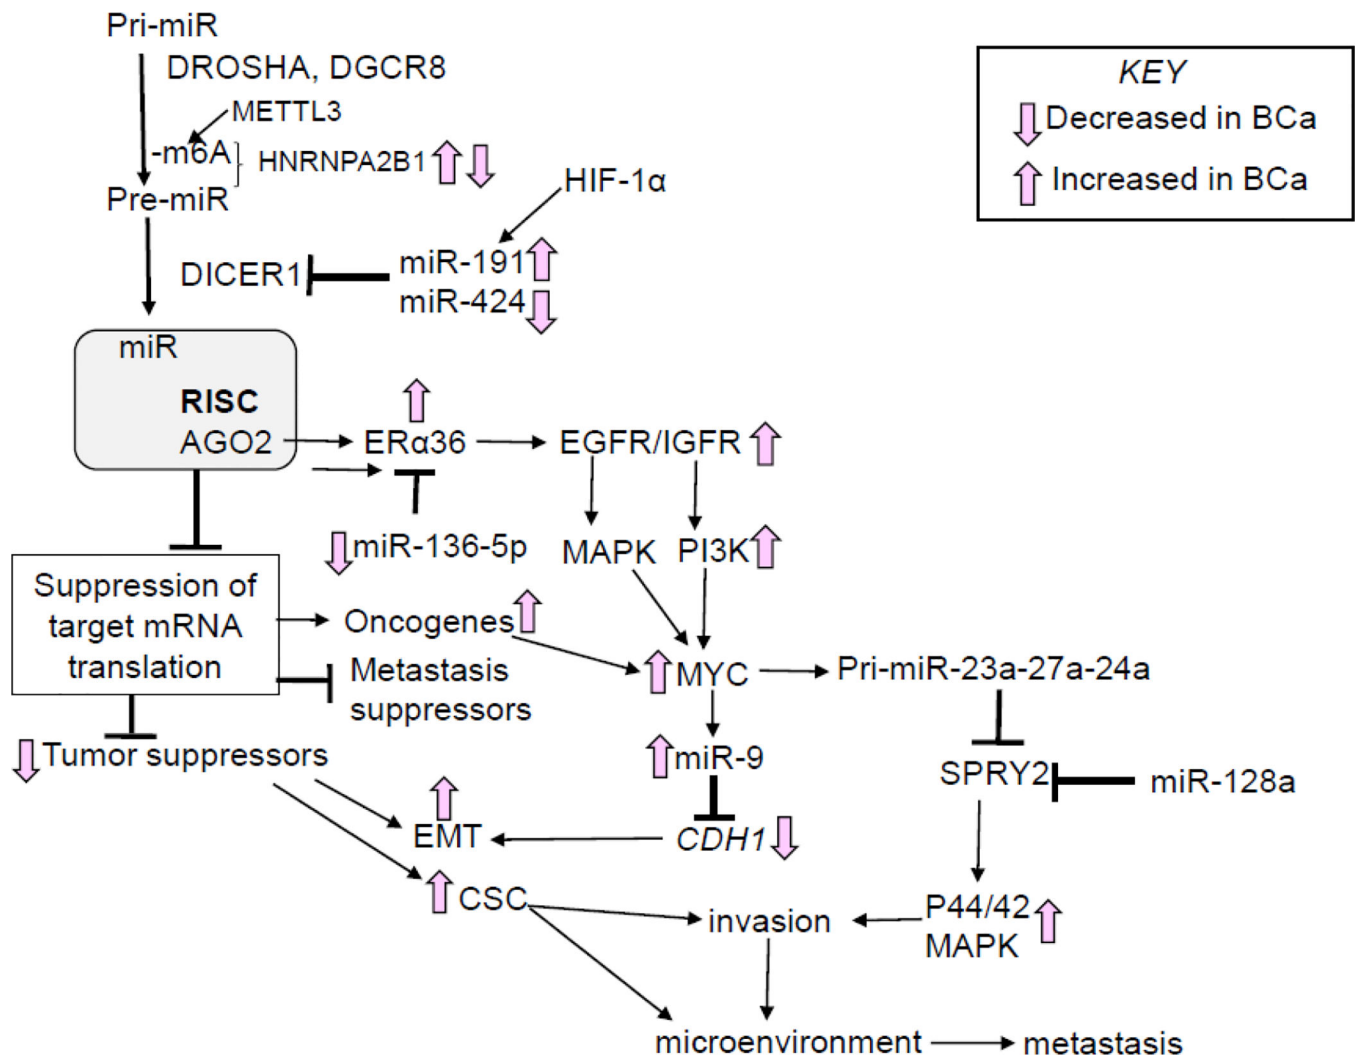 Pri-miR
DROSHA, DGCR8
METTL3
-m6A
HNRNPA2B1
Pre-miR
KEY
Decreased in BCa
Increased in BCa
HIF-1α
DICER1
miR-191
miR-424
miR
RISC
AGO2
ERα36
EGFR/IGFR
miR-136-5p
MAPK
PI3K
Suppression of
target mRNA
translation
Oncogenes
Metastasis
suppressors
MYC
Pri-miR-23a-27a-24a
Tumor suppressors
miR-9
SPRY2
miR-128a
EMT
CDH1
CSC
invasion
P44/42
MAPK
microenvironment
metastasis